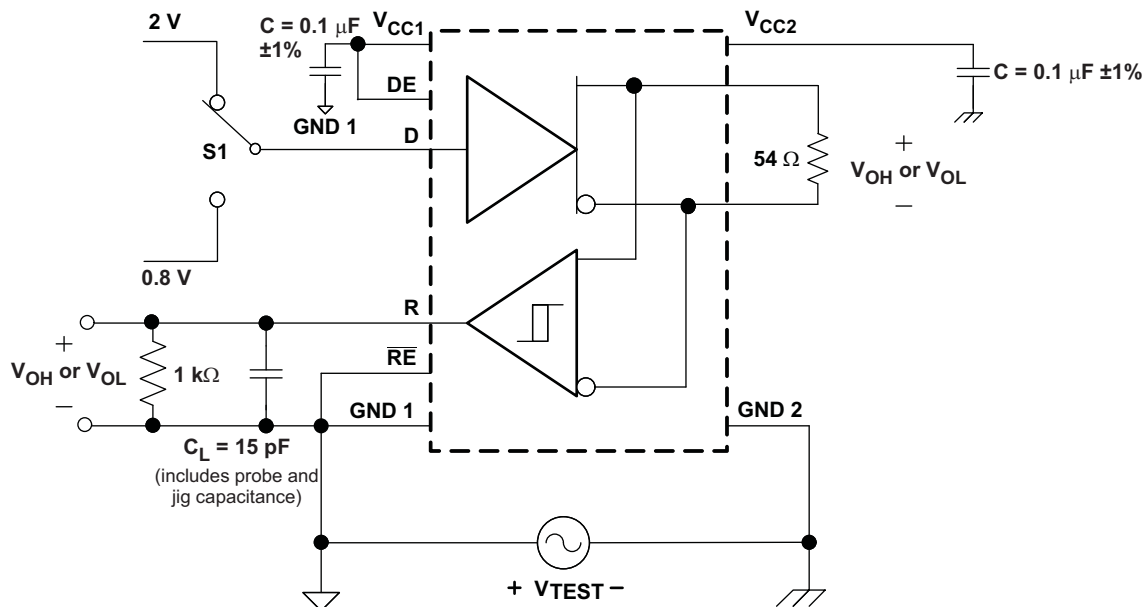 2 V
C = 0.1 μF
±1%
VCC1
VCC2
DE
GND 1
C = 0.1 μF ±1%
D
S1
54 Ω
+
VOH or VOL
−
0.8 V
R
+
VOH or VOL
−
1 kΩ
RE
GND 1
GND 2
CL = 15 pF
(includes probe and
jig capacitance)
+ VTEST −